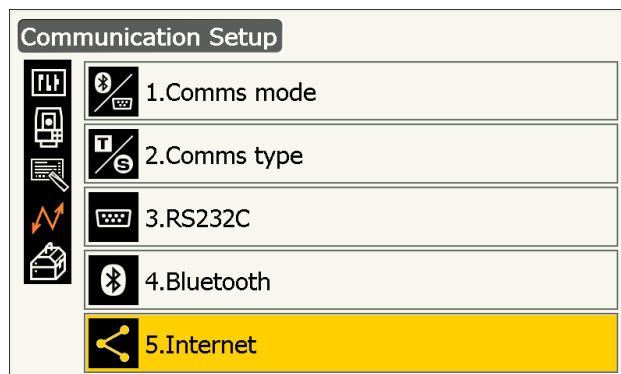 Communication Setup
1.Comms mode
T
S
2.Comms type
3.RS232C
4.Bluetooth
5.Internet